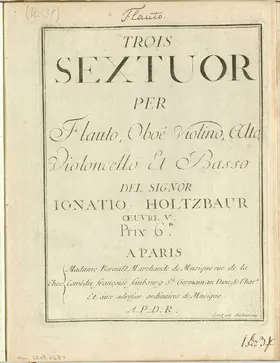 Flauto.
TROIS
SEXTUOR
PER
Flauto, Oboé Violino, Alto,
Violoncello Et Basso
DEL SIGNOR
IGNATIO HOLTZBAUR
ŒUVRE V.
Prix 6.
A PARIS
Madame Berault Marchande de Musique rue de la
Chez Comédie françoise faubourg St. Germain au Dieu de l'har.
Et aux adresses ordinaires de Musique.
A.P.D.R.